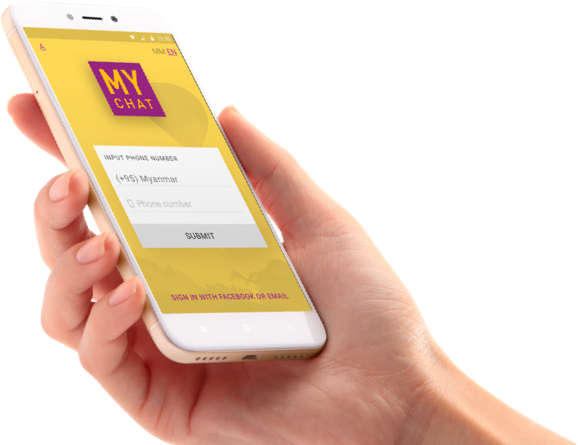 MM EN
MY
CHAT
INPUT PHONE NUMBER
(+95) Myanmar
Phone number
SUBMIT
SIGN IN WITH FACEBOOK OR EMAIL